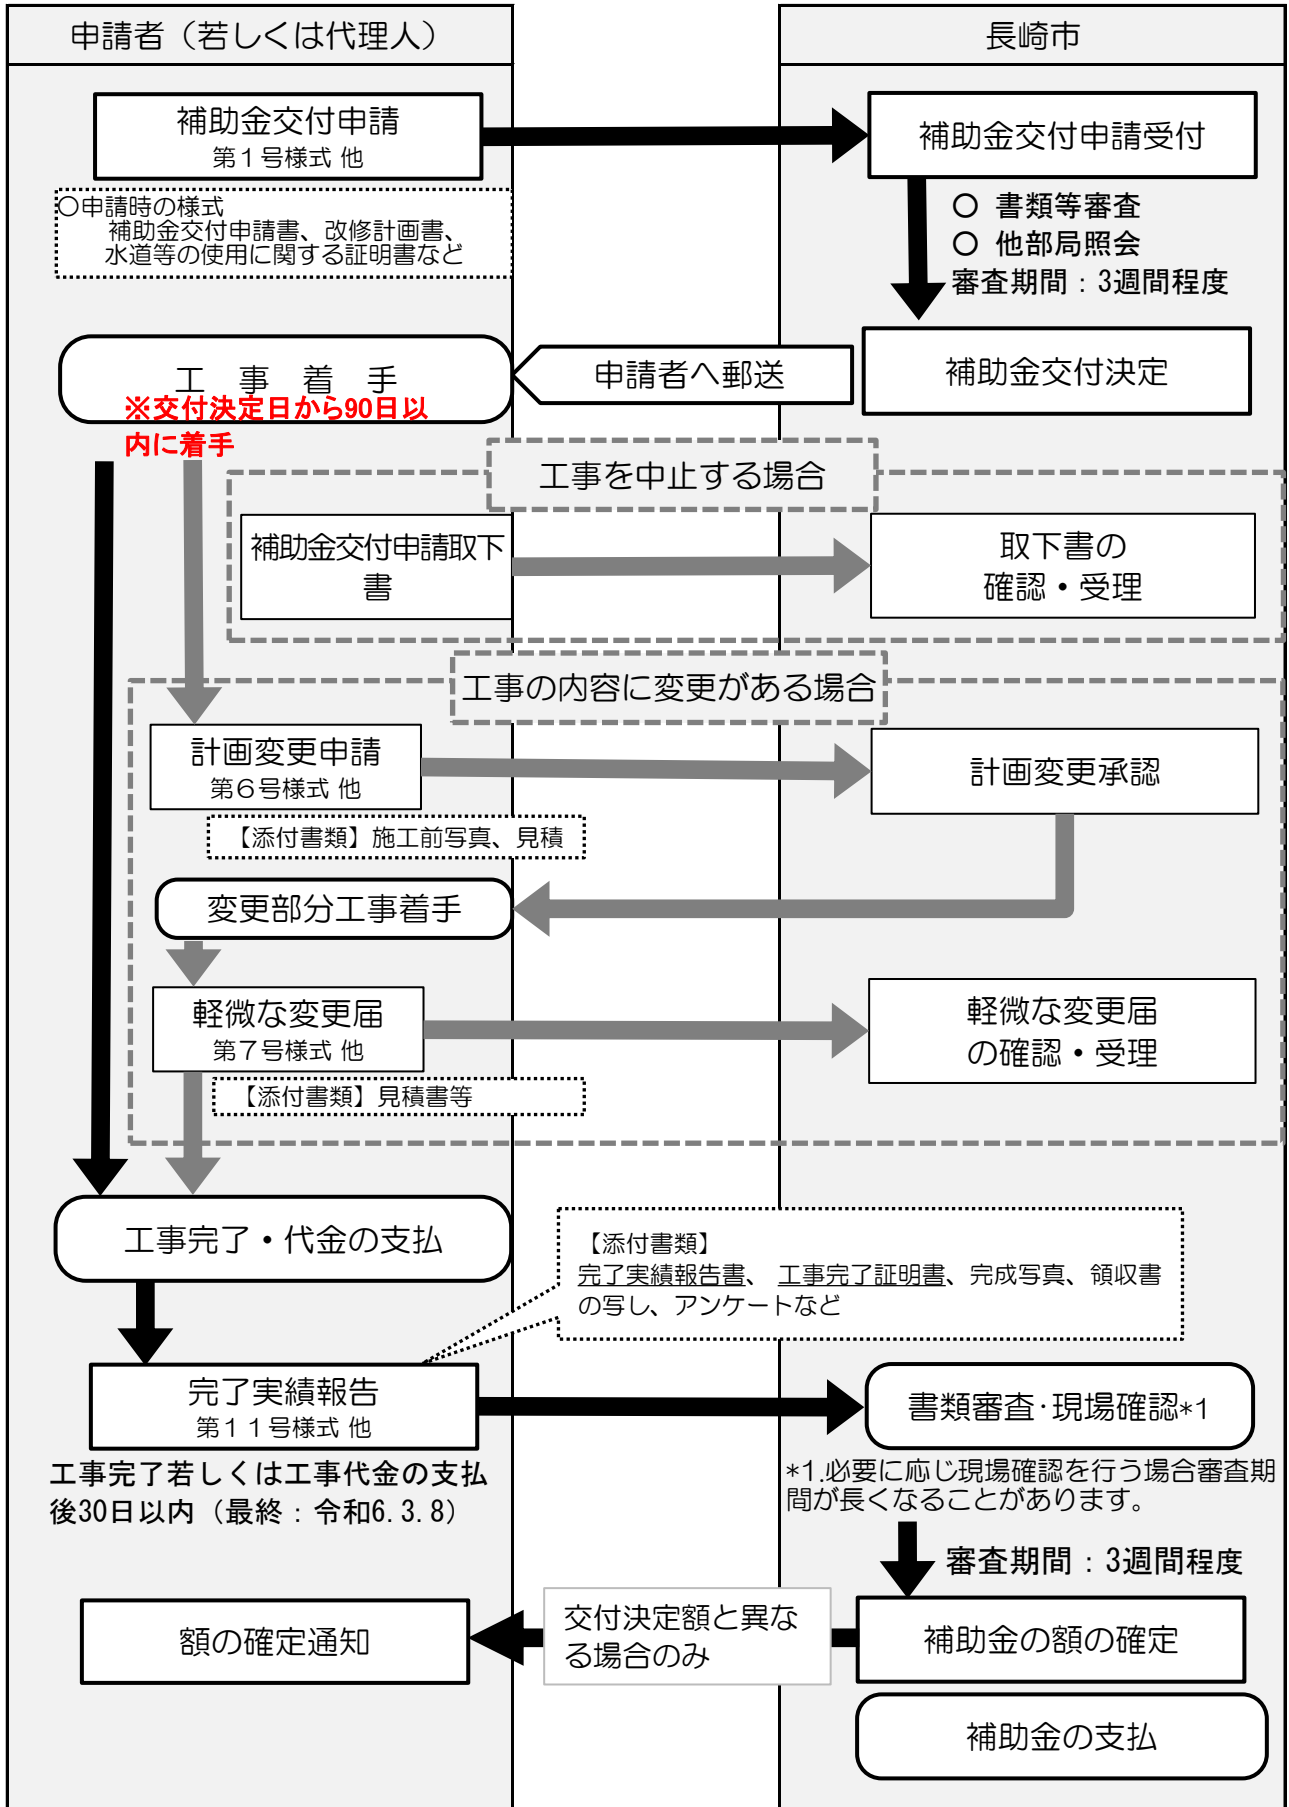 申請者（若しくは代理人）
長崎市
補助金交付申請
第１号様式 他
補助金交付申請受付
〇申請時の様式
補助金交付申請書、改修計画書、
水道等の使用に関する証明書など
〇 書類等審査
〇 他部局照会
審査期間：3週間程度
工 事 着 手
※交付決定日から90日以
内に着手
申請者へ郵送
補助金交付決定
工事を中止する場合
補助金交付申請取下
書
取下書の
確認・受理
工事の内容に変更がある場合
計画変更申請
第６号様式 他
計画変更承認
【添付書類】施工前写真、見積
変更部分工事着手
軽微な変更届
第７号様式 他
軽微な変更届
の確認・受理
【添付書類】見積書等
工事完了・代金の支払
【添付書類】
完了実績報告書、 工事完了証明書、完成写真、領収書
の写し、アンケートなど
完了実績報告
第１１号様式 他
書類審査･現場確認*1
工事完了若しくは工事代金の支払
後30日以内（最終：令和6.3.8）
*1.必要に応じ現場確認を行う場合審査期
間が長くなることがあります。
審査期間：3週間程度
額の確定通知
交付決定額と異な
る場合のみ
補助金の額の確定
補助金の支払